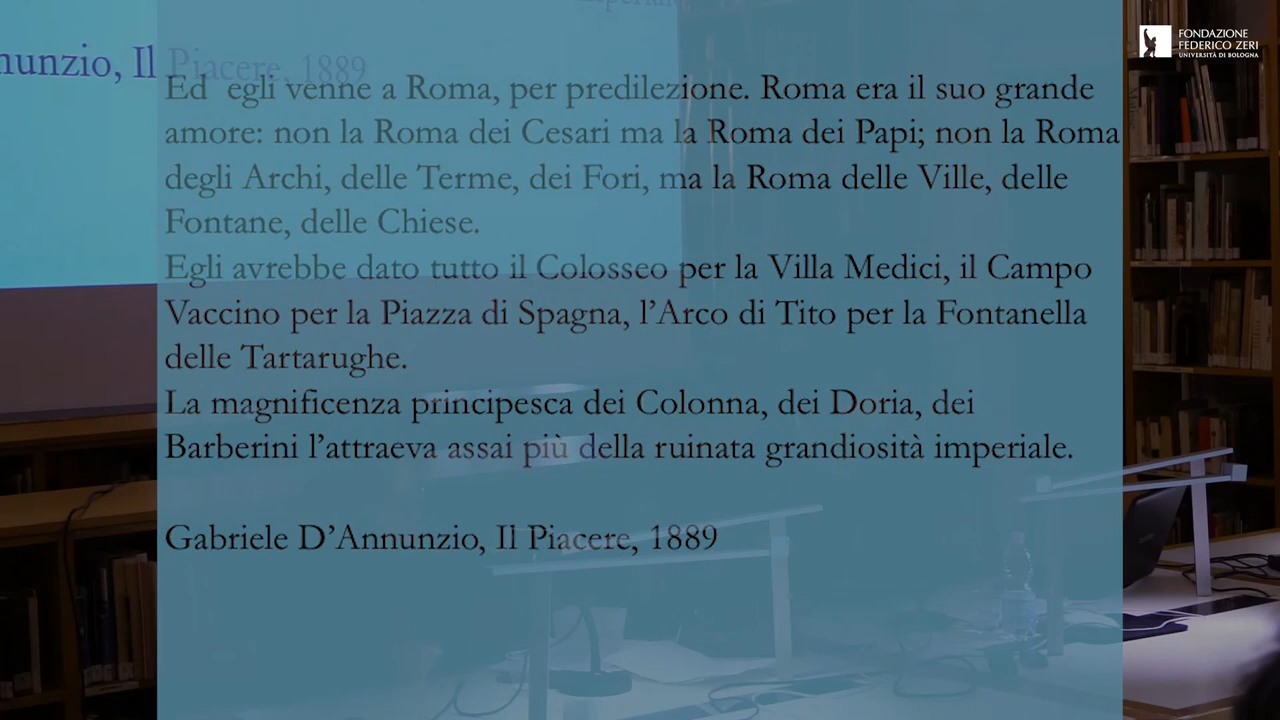 FONDAZIONE
FEDERICO ZERI
UNIVERSITÀ DI BOLOGNA
nunzio, Il Piacere, 1889
Ed egli venne a Roma, per predilezione. Roma era il suo grande
amore: non la Roma dei Cesari ma la Roma dei Papi; non la Roma
degli Archi, delle Terme, dei Fori, ma la Roma delle Ville, delle
Fontane, delle Chiese.
Egli avrebbe dato tutto il Colosseo per la Villa Medici, il Campo
Vaccino per la Piazza di Spagna, l’Arco di Tito per la Fontanella
delle Tartarughe.
La magnificenza principesca dei Colonna, dei Doria, dei
Barberini l’attraeva assai più della ruinata grandiosità imperiale.
Gabriele D’Annunzio, Il Piacere, 1889